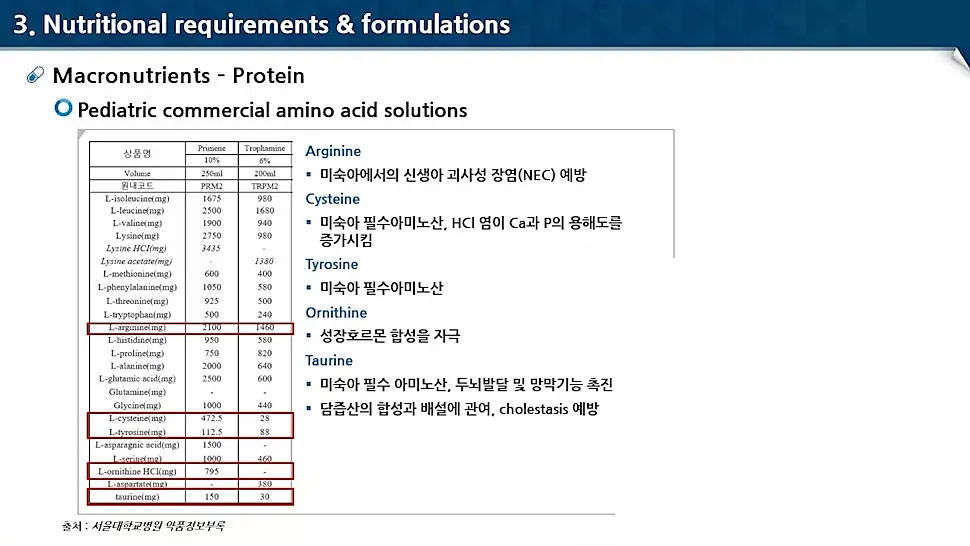 3. Nutritional requirements & formulations
Macronutrients - Protein
Pediatric commercial amino acid solutions
상품명 Primene 10% Trophamine 6%
Volume 250ml 200ml
원내코드 PRM2 TRPM2
L-isoleucine(mg) 1675 980
L-leucine(mg) 2500 1680
L-valine(mg) 1900 940
Lysine(mg) 2750 980
Lysine HCl(mg) 3435 -
Lysine acetate(mg) - 1380
L-methionine(mg) 600 400
L-phenylalanine(mg) 1050 580
L-threonine(mg) 925 500
L-tryptophan(mg) 500 240
L-arginine(mg) 2100 1460
L-histidine(mg) 950 580
L-proline(mg) 750 820
L-alanine(mg) 2000 640
L-glutamic acid(mg) 2500 600
Glutamine(mg) - -
Glycine(mg) 1000 440
L-cysteine(mg) 472.5 28
L-tyrosine(mg) 112.5 88
L-asparagnic acid(mg) 1500 -
L-serine(mg) 1000 460
L-ornithine HCl(mg) 795 -
L-aspartate(mg) - 380
taurine(mg) 150 30
Arginine
▪ 미숙아에서의 신생아 괴사성 장염(NEC) 예방
Cysteine
▪ 미숙아 필수아미노산, HCl 염이 Ca과 P의 용해도를
증가시킴
Tyrosine
▪ 미숙아 필수아미노산
Ornithine
▪ 성장호르몬 합성을 자극
Taurine
▪ 미숙아 필수 아미노산, 두뇌발달 및 망막기능 촉진
▪ 담즙산의 합성과 배설에 관여, cholestasis 예방
출처 : 서울대학교병원 약품정보부록